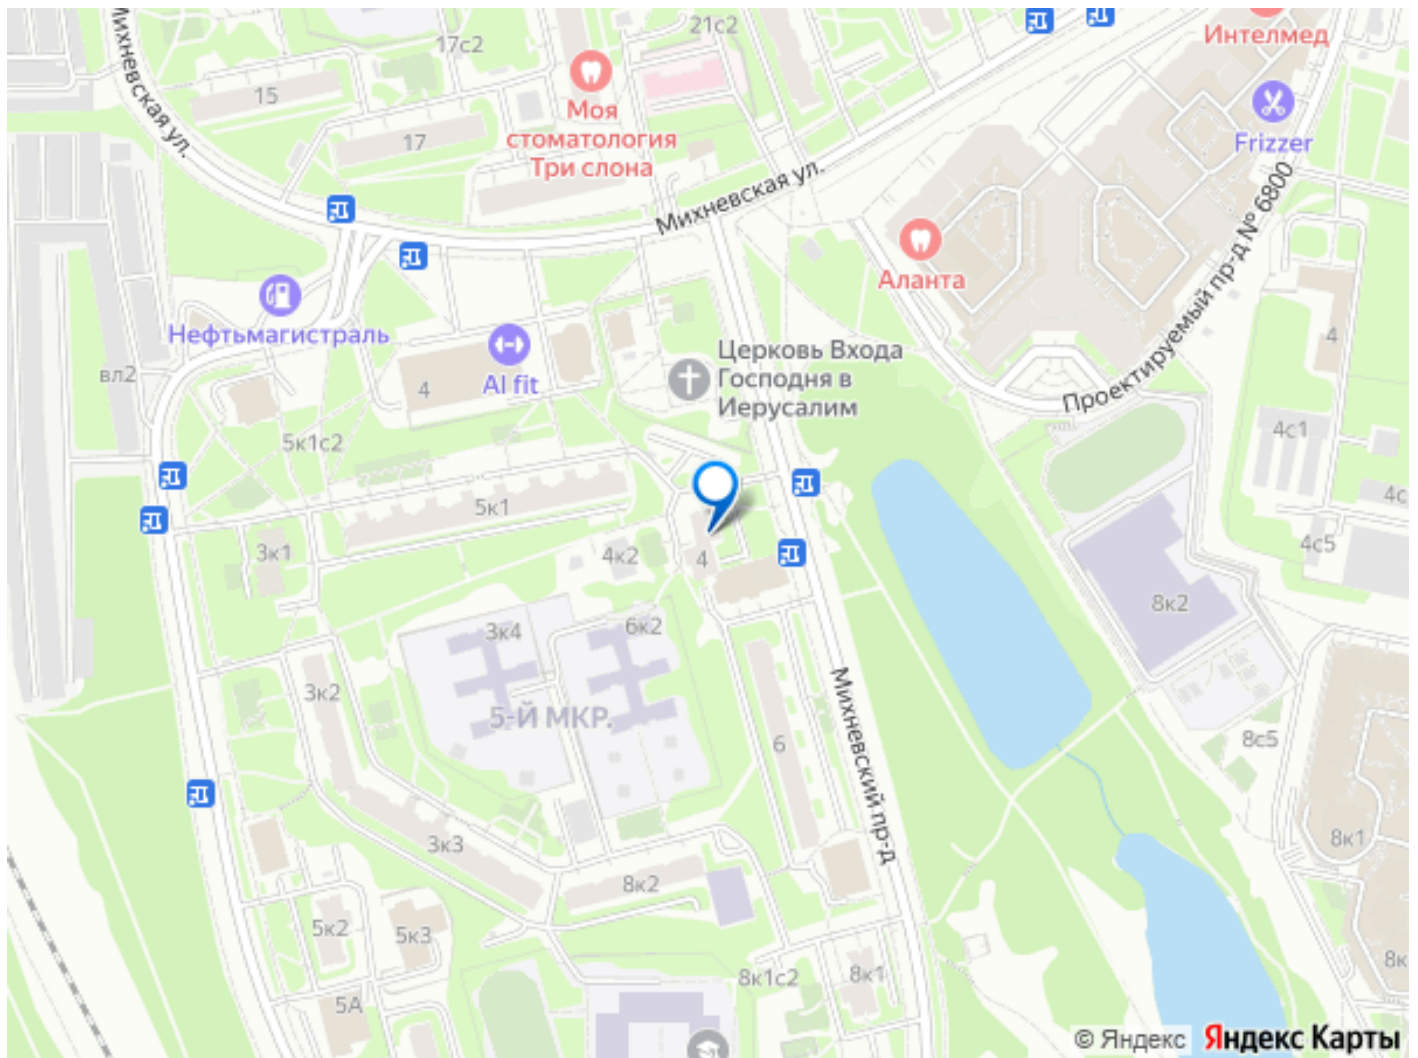 Михневская ул.
17с2
21с2
Интелмед
15
17
Моя
стоматология
Три слона
Frizzer
Михневская ул.
Аланта
Проектируемый пр-д № 6800
Нефтьмагистраль
вл2
4
AI fit
Церковь Входа
Господня в
Иерусалим
4
5к1с2
4с1
5к1
4с
3к1
4к2
4
4с5
8к2
3к4
6к2
3к2
5-Й МКР.
6
Михневский пр-д
8с5
3к3
8к1
8к2
5к2
5к3
8к1с2
8к1
8к
5А
© Яндекс Яндекс Карты